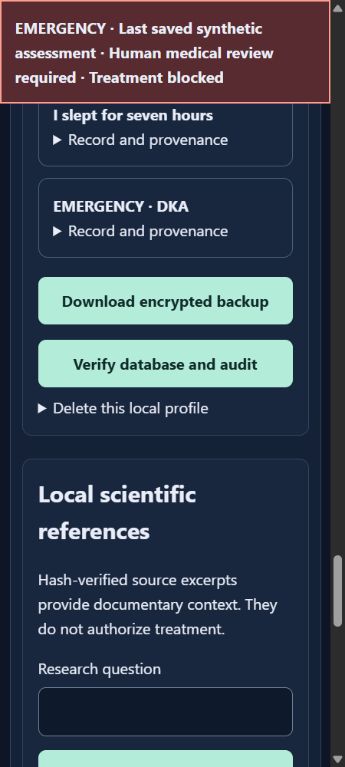 EMERGENCY · Last saved synthetic
assessment · Human medical review
required · Treatment blocked
I slept for seven hours
▶ Record and provenance
EMERGENCY · DKA
▶ Record and provenance
Download encrypted backup
Verify database and audit
▶ Delete this local profile
Local scientific
references
Hash-verified source excerpts
provide documentary context. They
do not authorize treatment.
Research question